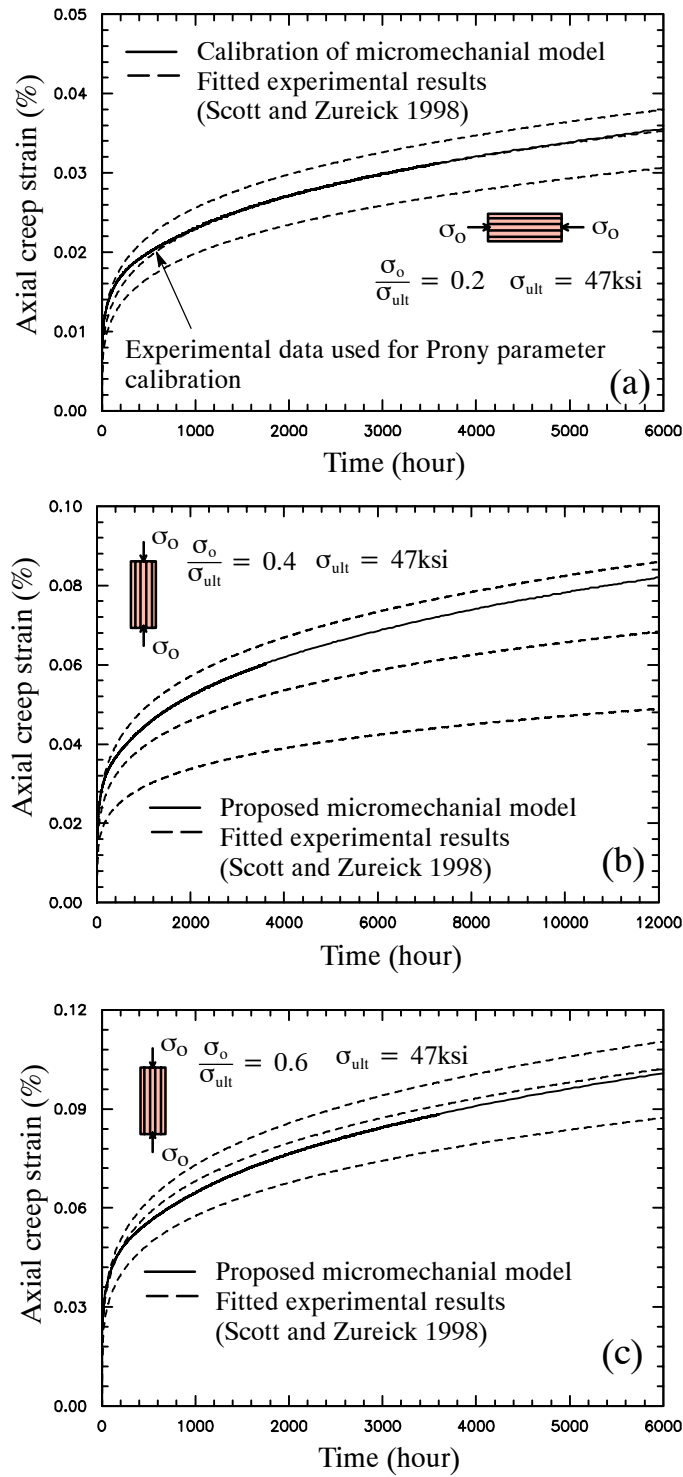 0.05
Calibration of micromechanial model
Fitted experimental results
(Scott and Zureick 1998)
0.04
0.03
0.02
0.01
0.00
Axial creep strain (%)
σo σo
σo/σult = 0.2 σult = 47ksi
Experimental data used for Prony parameter
calibration
(a)
0 1000 2000 3000 4000 5000 6000
Time (hour)
0.10
0.08
0.06
0.04
0.02
0.00
Axial creep strain (%)
σo
σo/σult = 0.4 σult = 47ksi
σo
Proposed micromechanial model
Fitted experimental results
(Scott and Zureick 1998)
(b)
0 2000 4000 6000 8000 10000 12000
Time (hour)
0.12
0.09
0.06
0.03
0.00
Axial creep strain (%)
σo
σo/σult = 0.6 σult = 47ksi
σo
Proposed micromechanial model
Fitted experimental results
(Scott and Zureick 1998)
(c)
0 1000 2000 3000 4000 5000 6000
Time (hour)